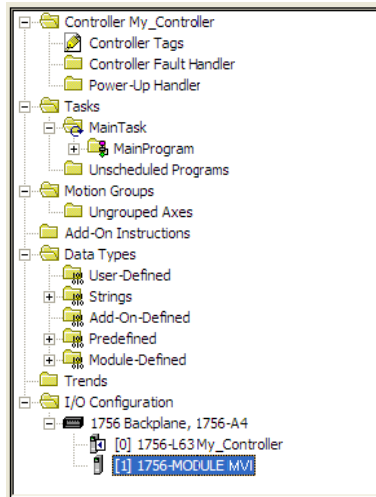 Controller My_Controller
Controller Tags
Controller Fault Handler
Power-Up Handler
Tasks
MainTask
MainProgram
Unscheduled Programs
Motion Groups
Ungrouped Axes
Add-On Instructions
Data Types
User-Defined
Strings
Add-On-Defined
Predefined
Module-Defined
Trends
I/O Configuration
1756 Backplane, 1756-A4
[0] 1756-L63 My_Controller
[1] 1756-MODULE MVI